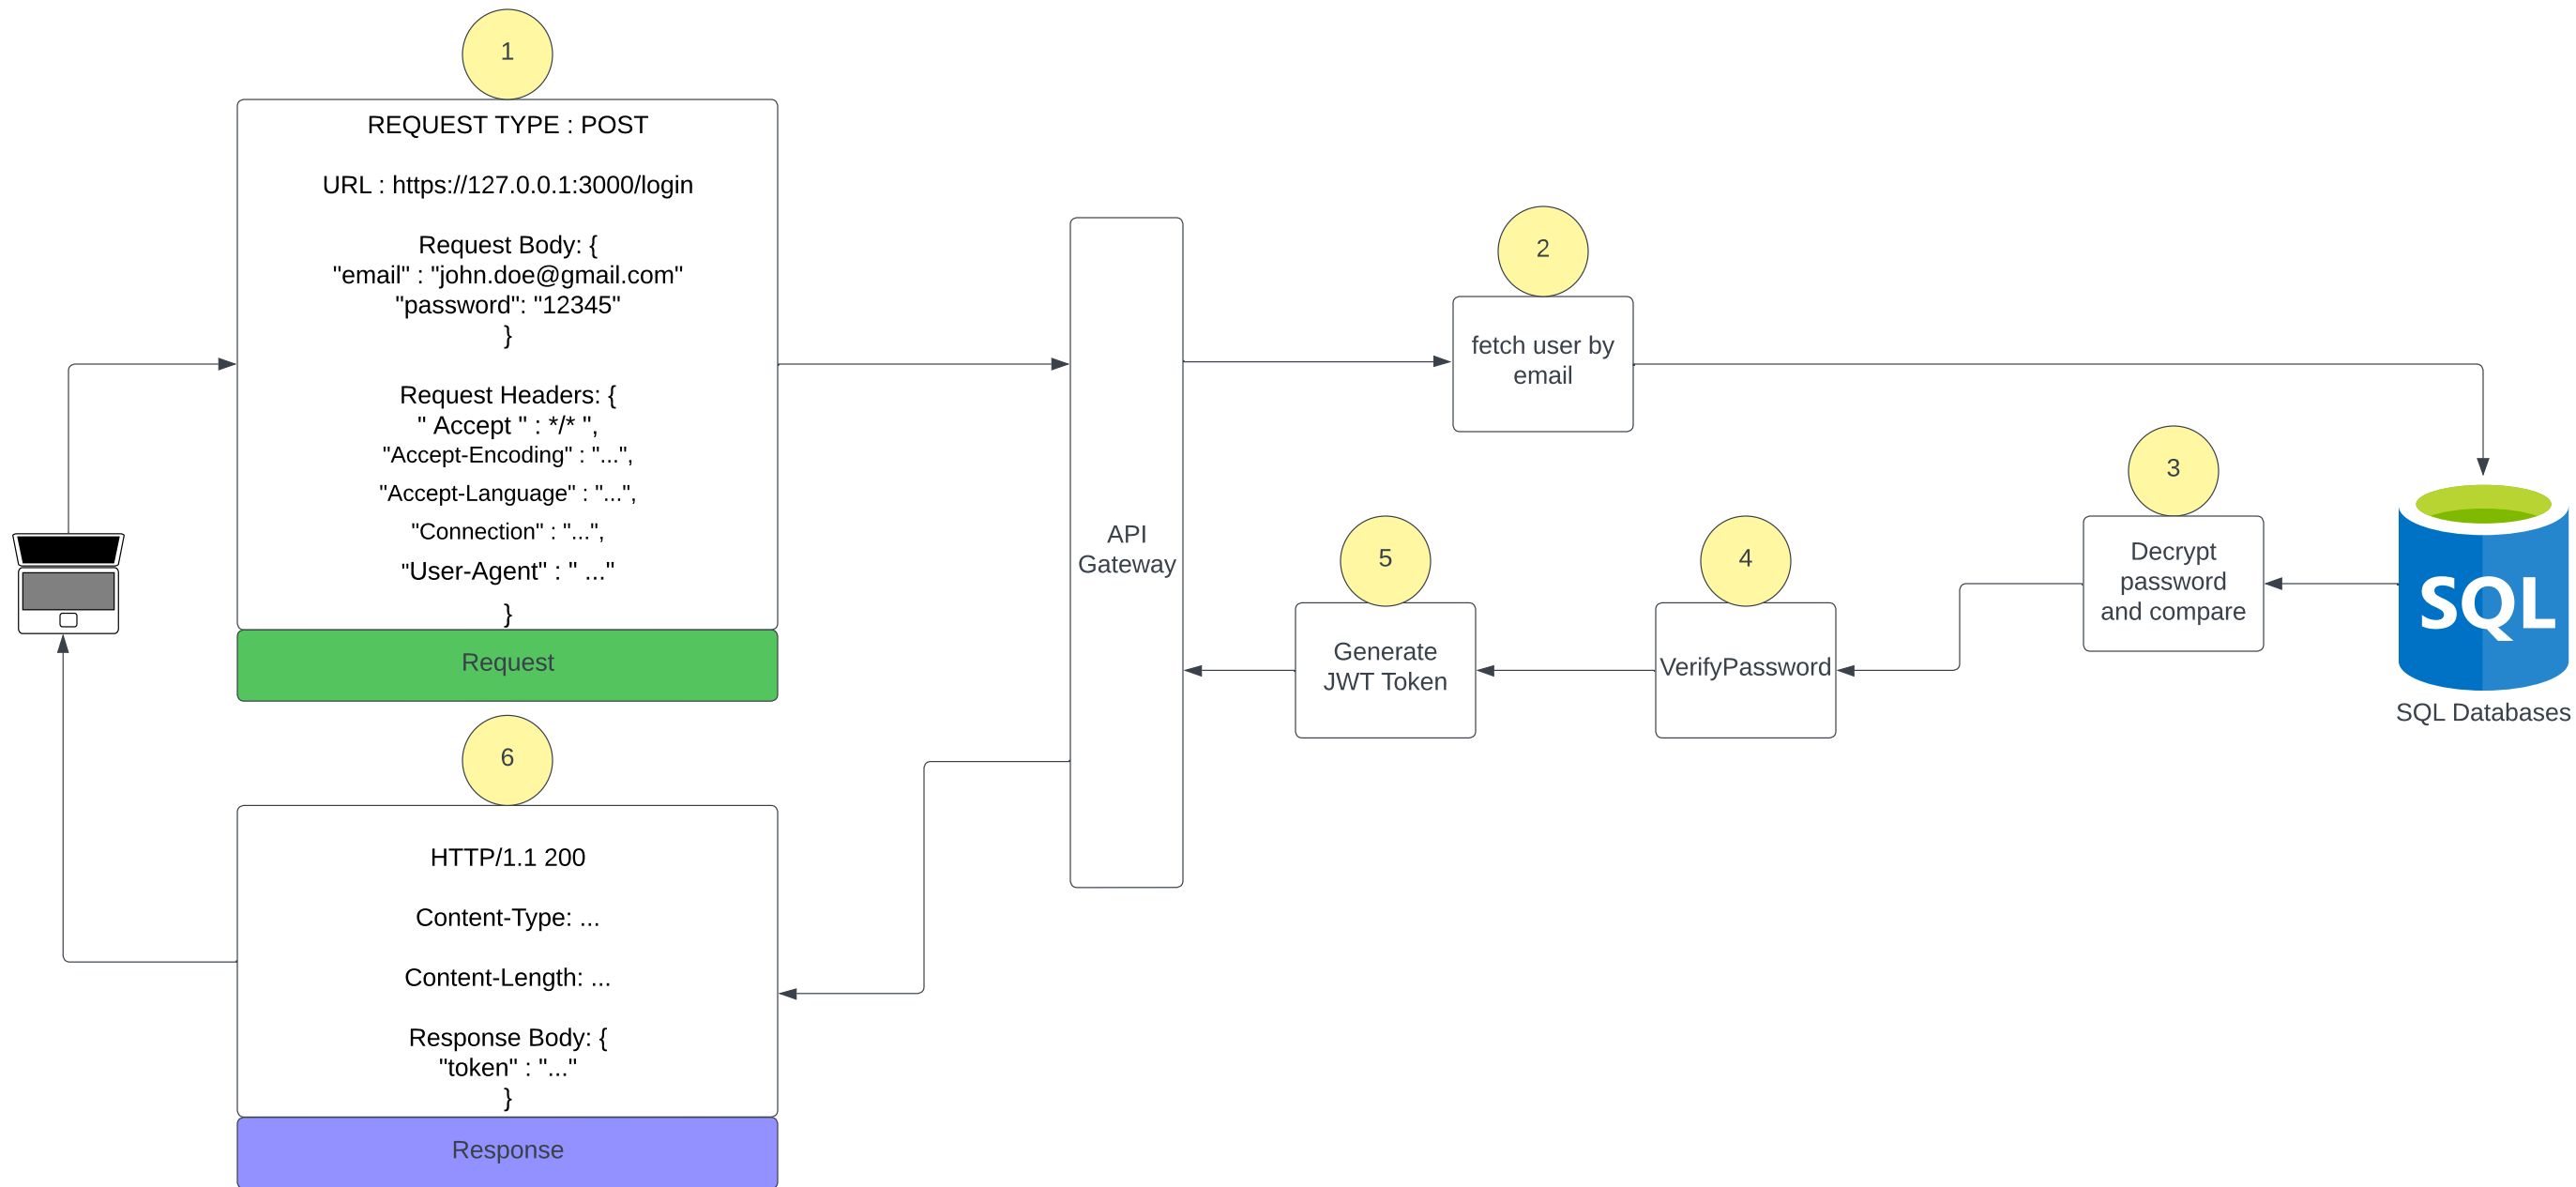 1
REQUEST TYPE : POST
URL : https://127.0.0.1:3000/login
Request Body: {
"email" : "john.doe@gmail.com"
"password": "12345"
}
Request Headers: {
" Accept " : */* ",
"Accept-Encoding" : "...",
"Accept-Language" : "...",
"Connection" : "...",
"User-Agent" : " ..."
}
Request
API
Gateway
2
fetch user by
email
3
Decrypt
password
and compare
SQL
SQL Databases
4
VerifyPassword
5
Generate
JWT Token
6
HTTP/1.1 200
Content-Type: ...
Content-Length: ...
Response Body: {
"token" : "..."
}
Response